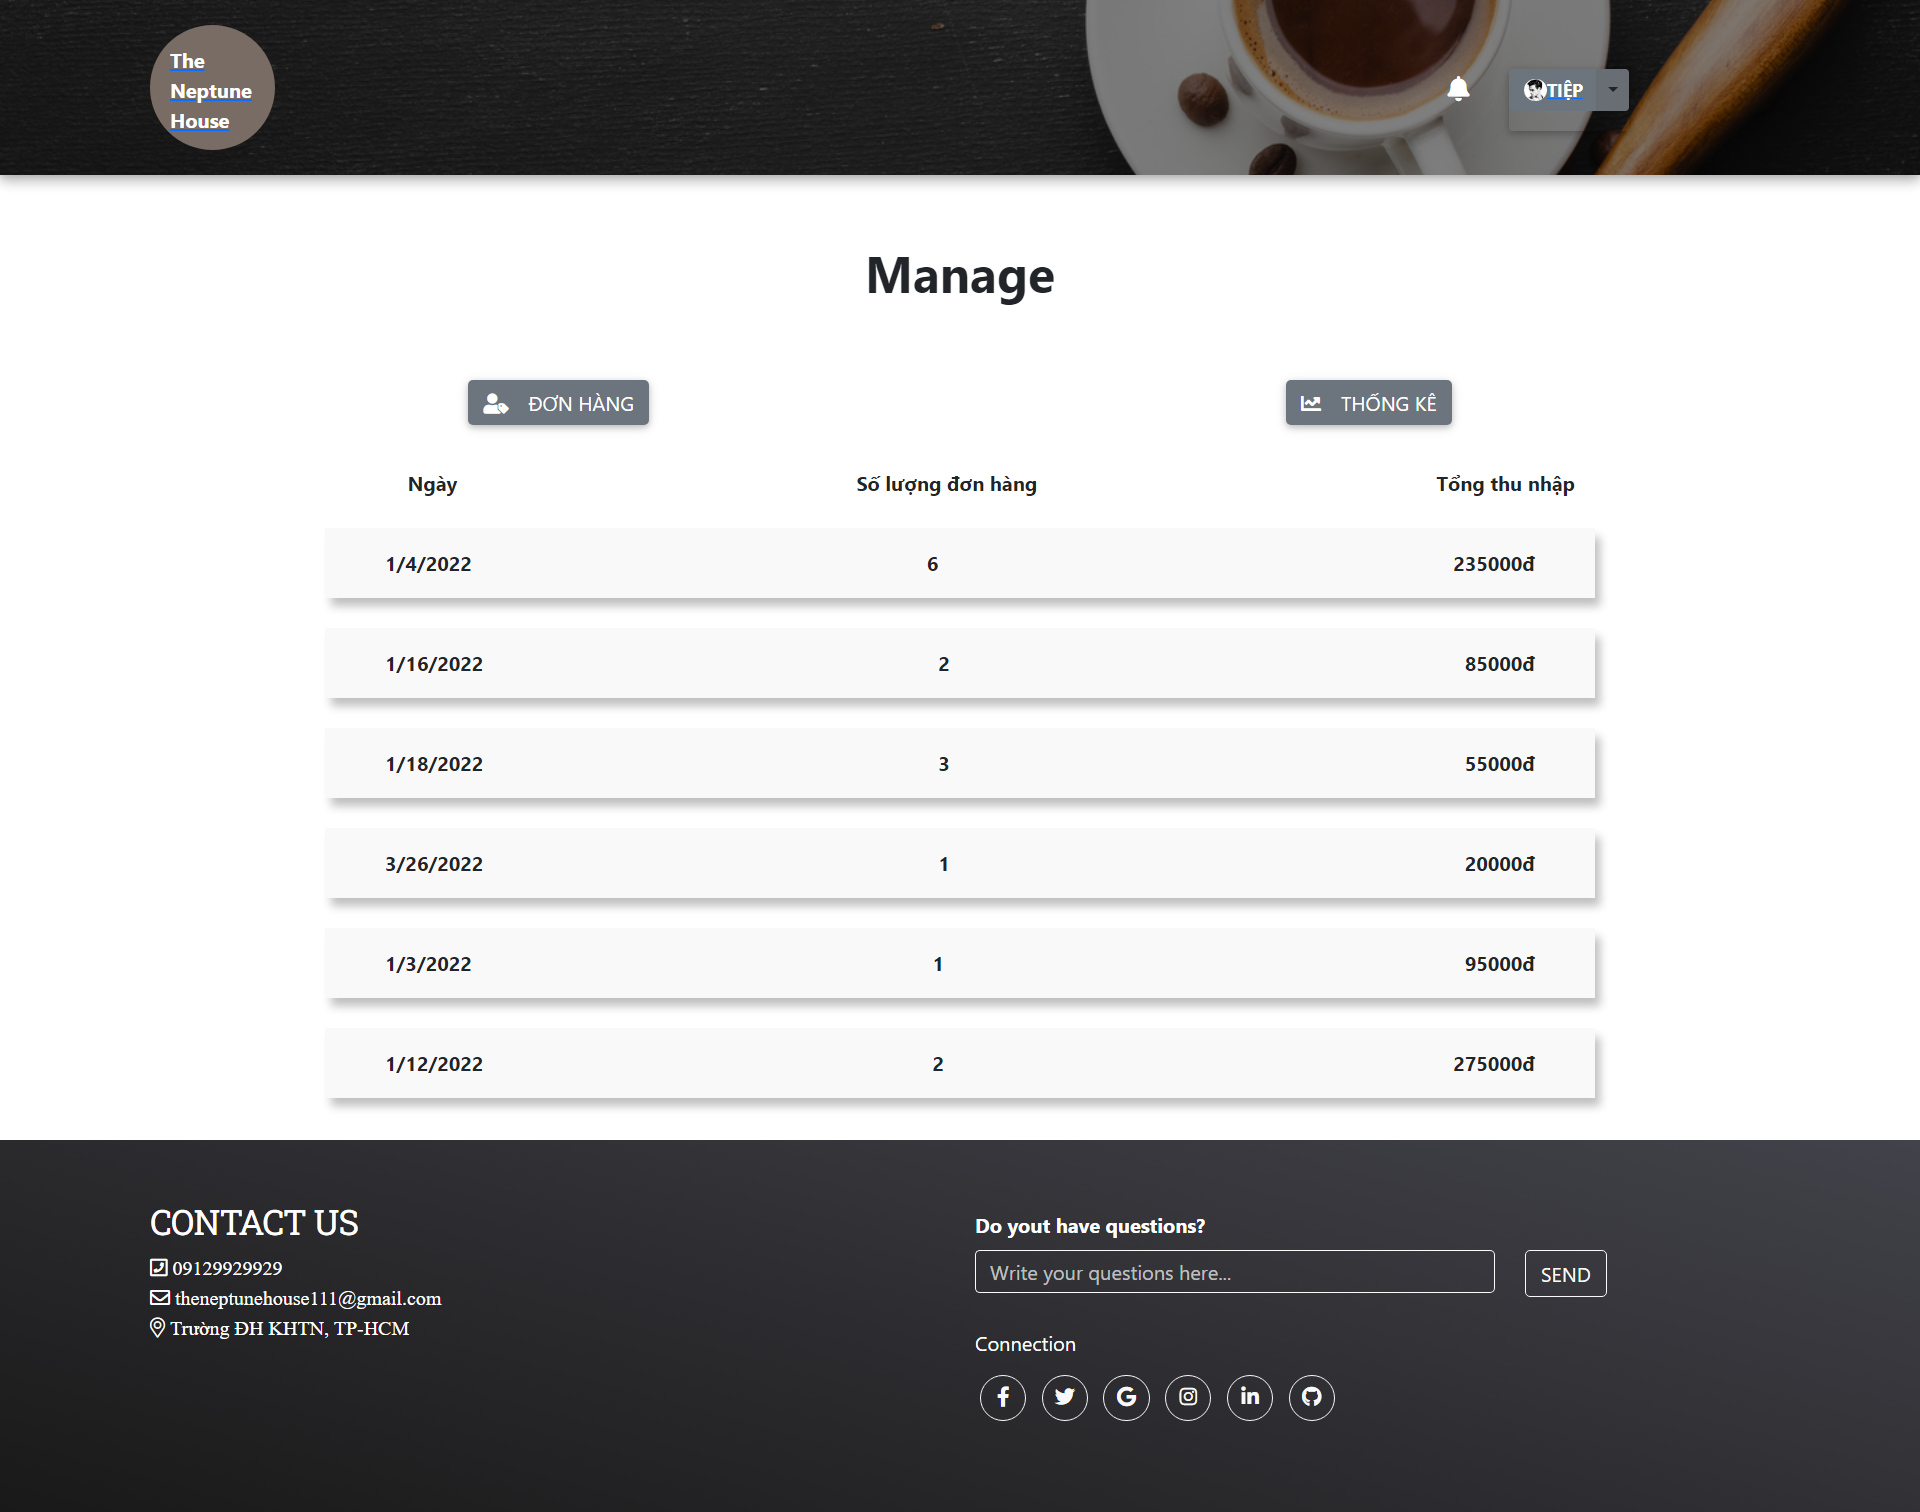 The
Neptune
House
TIỆP
Manage
ĐƠN HÀNG
THỐNG KÊ
Ngày Số lượng đơn hàng Tổng thu nhập
1/4/2022 6 235000đ
1/16/2022 2 85000đ
1/18/2022 3 55000đ
3/26/2022 1 20000đ
1/3/2022 1 95000đ
1/12/2022 2 275000đ
CONTACT US
09129929929
theneptunehouse111@gmail.com
Trường ĐH KHTN, TP-HCM
Do yout have questions?
Write your questions here...
SEND
Connection